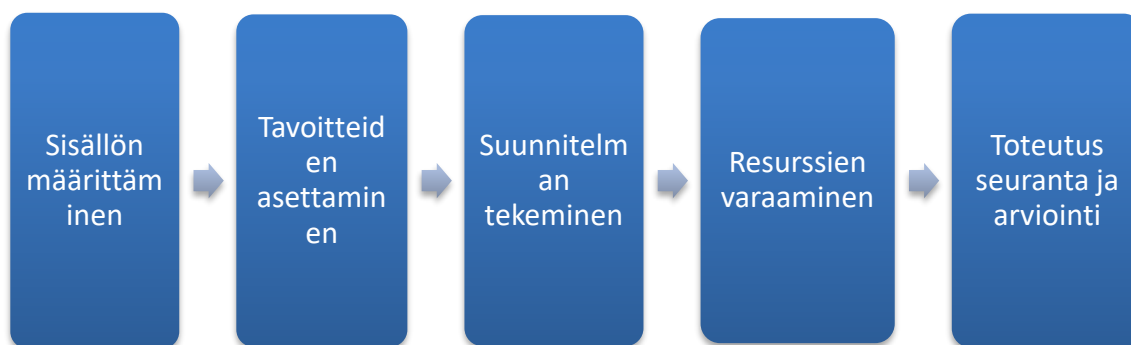 Sisällön
määrittäm
inen
Tavoitteid
en
asettamin
en
Suunnitelm
an
tekeminen
Resurssien
varaaminen
Toteutus
seuranta ja
arviointi